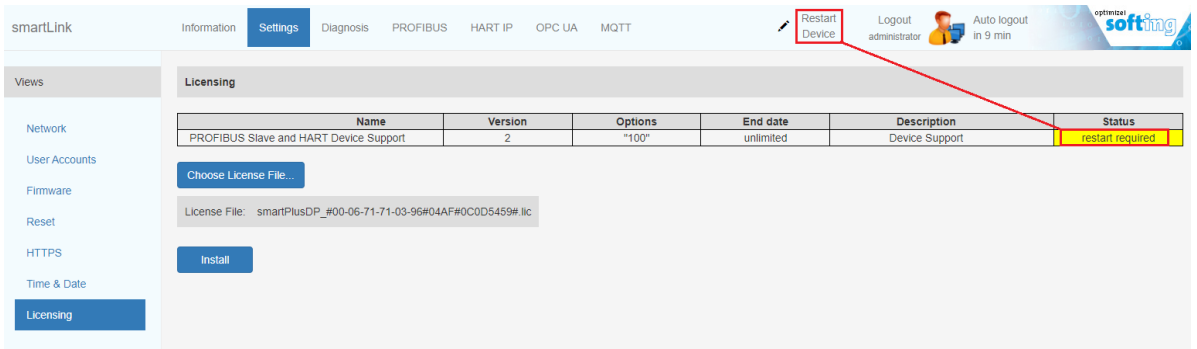 smartLink
Information Settings Diagnosis PROFIBUS HART IP OPC UA MQTT
Restart
Device
Logout
administrator
Auto logout
in 9 min
optimize!
softing
Views
Network
User Accounts
Firmware
Reset
HTTPS
Time & Date
Licensing
Licensing
Name Version Options End date Description Status
PROFIBUS Slave and HART Device Support 2 "100" unlimited Device Support restart required
Choose License File...
License File: smartPlusDP_#00-06-71-71-03-96#04AF#0C0D5459#.lic
Install